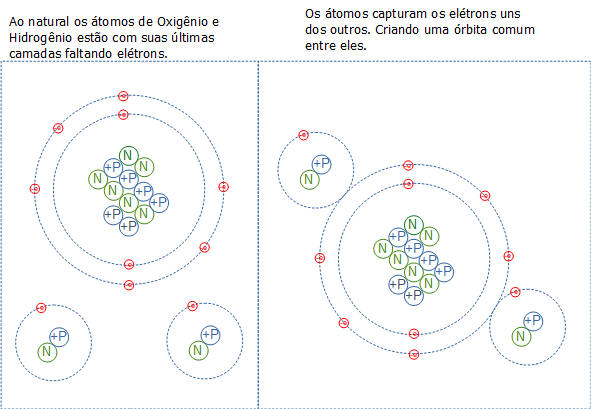 Ao natural os átomos de Oxigênio e
Hidrogênio estão com suas últimas
camadas faltando elétrons.
N
+P N
N +P
N +P
N +P
+P N
+P
+P
N
+P
N
Os átomos capturam os elétrons uns
dos outros. Criando uma órbita comum
entre eles.
+P
N
N
+P N
N +P
N +P
N +P
+P N
+P
+P
N